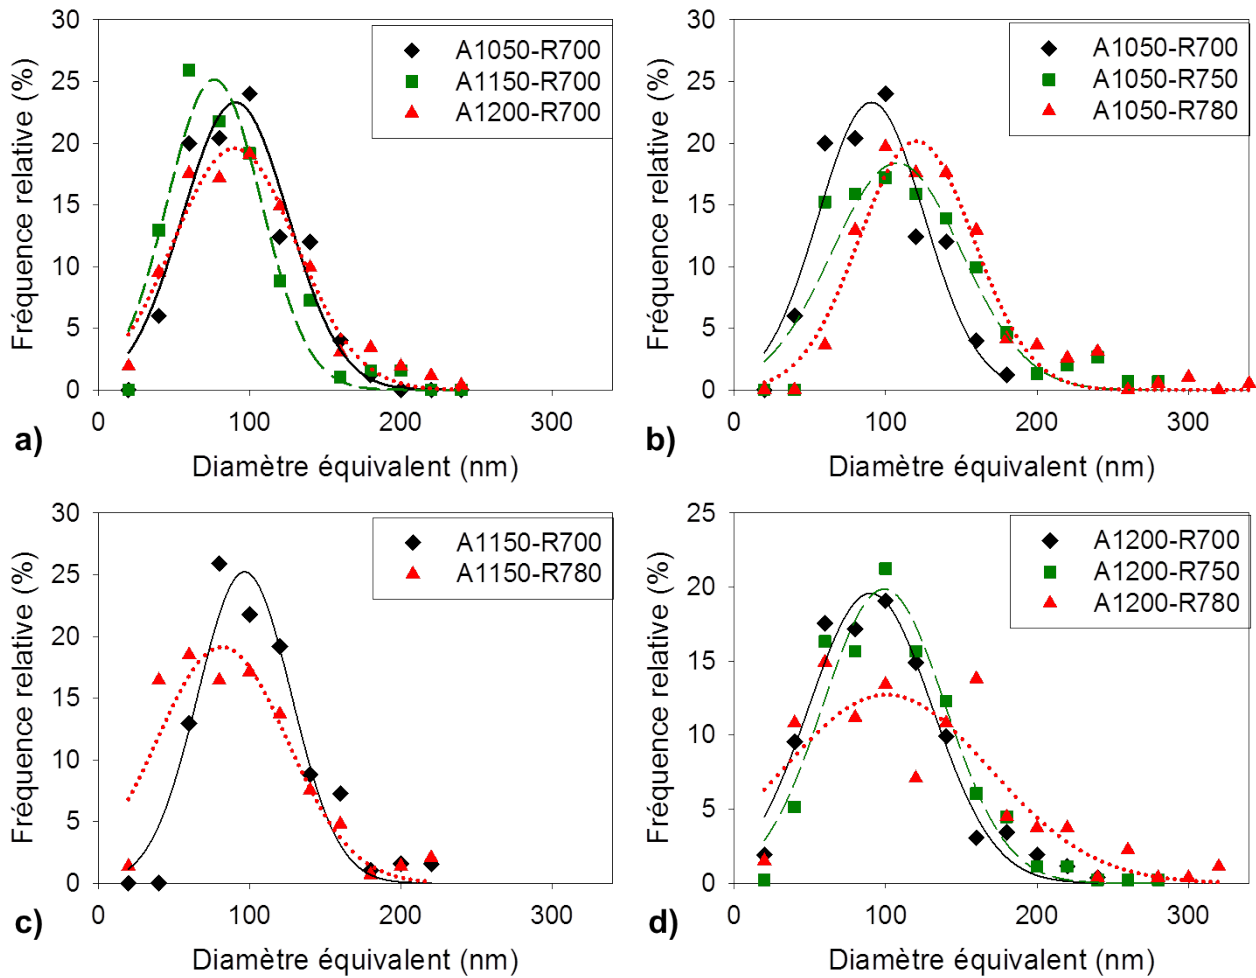 30
25
20
15
10
5
0
Fréquence relative (%)
A1050-R700
A1150-R700
A1200-R700
0 100 200 300
a)
Diamètre équivalent (nm)
30
25
20
15
10
5
0
Fréquence relative (%)
A1050-R700
A1050-R750
A1050-R780
0 100 200 300
b)
Diamètre équivalent (nm)
30
25
20
15
10
5
0
Fréquence relative (%)
A1150-R700
A1150-R780
0 100 200 300
c)
Diamètre équivalent (nm)
25
20
15
10
5
0
Fréquence relative (%)
A1200-R700
A1200-R750
A1200-R780
0 100 200 300
d)
Diamètre équivalent (nm)